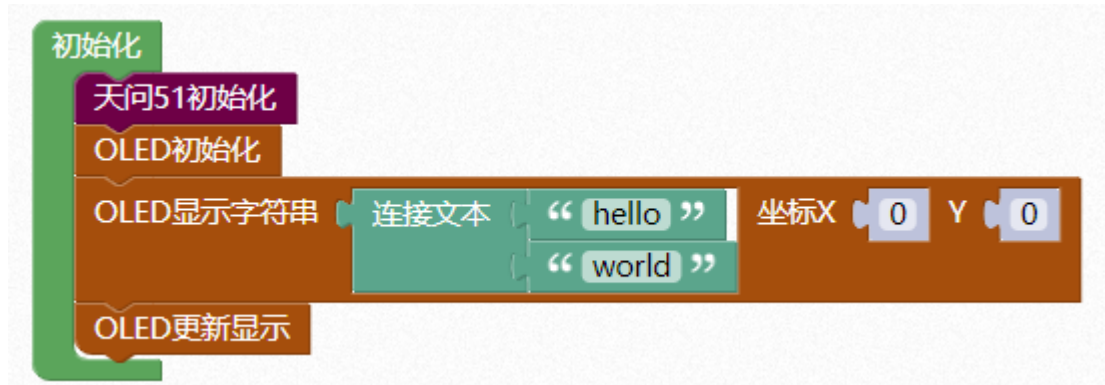 初始化
天问51初始化
OLED初始化
OLED显示字符串 连接文本 “ hello ” 坐标X 0 Y 0
“ world ”
OLED更新显示